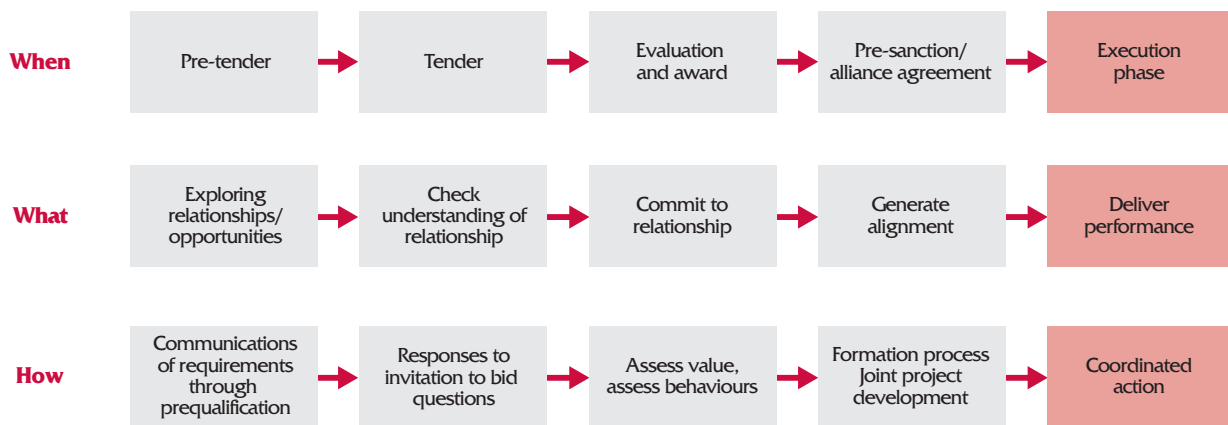 When
Pre-tender
Tender
Evaluation
and award
Pre-sanction/
alliance agreement
Execution
phase
What
Exploring
relationships/
opportunities
Check
understanding of
relationship
Commit to
relationship
Generate
alignment
Deliver
performance
How
Communications
of requirements
through
prequalification
Responses to
invitation to bid
questions
Assess value,
assess behaviours
Formation process
Joint project
development
Coordinated
action